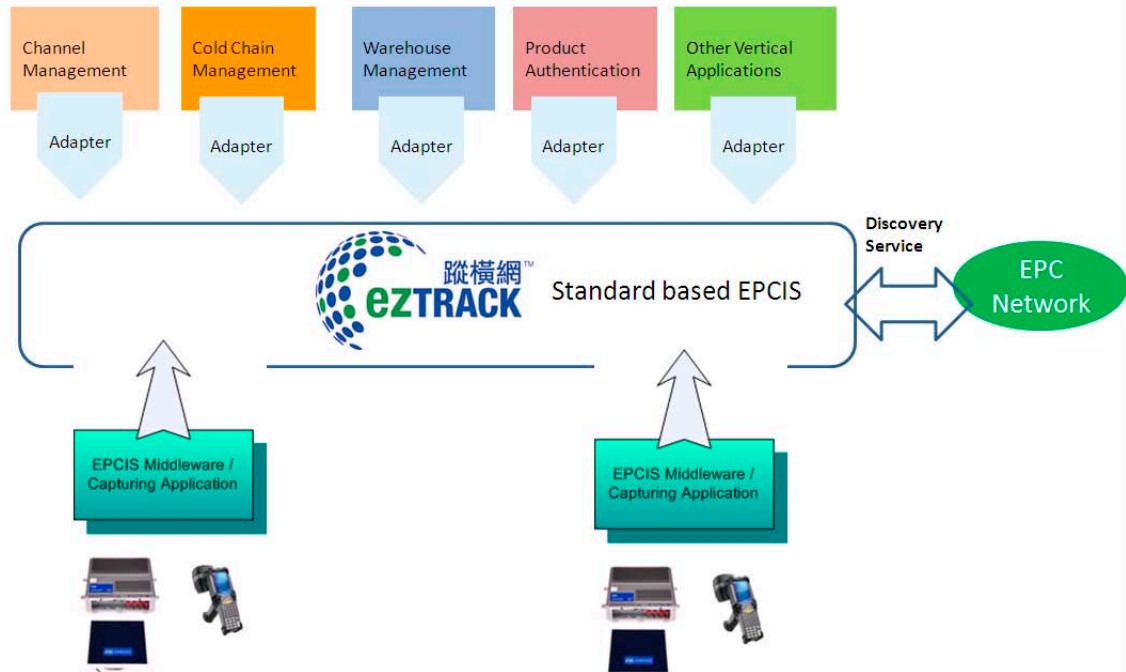 Channel
Management
Cold Chain
Management
Warehouse
Management
Product
Authentication
Other Vertical
Applications
Adapter
Adapter
Adapter
Adapter
Adapter
Discovery
Service
蹤橫網™
ezTRACK
Standard based EPCIS
EPC
Network
EPCIS Middleware /
Capturing Application
EPCIS Middleware /
Capturing Application